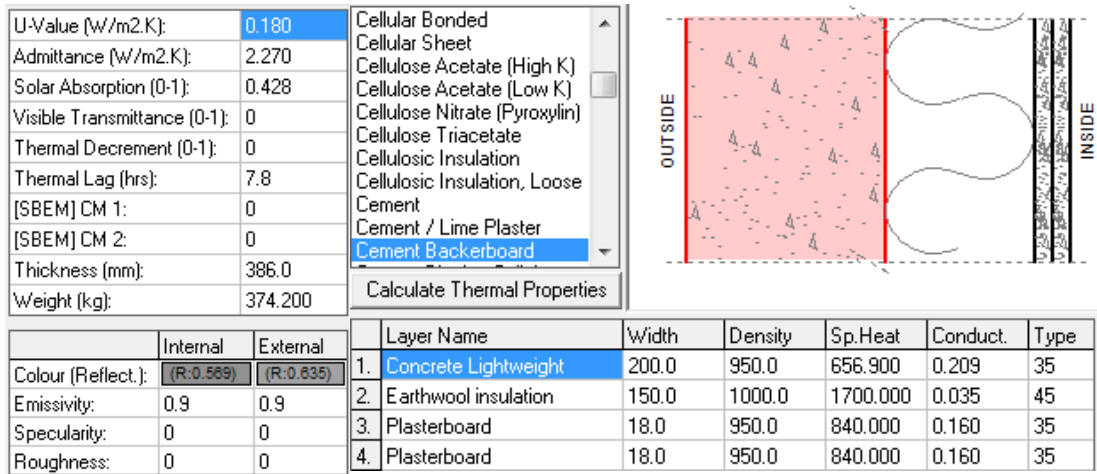 U-Value (W/m2.K): 0.180
Admittance (W/m2.K): 2.270
Solar Absorption (0-1): 0.428
Visible Transmittance (0-1): 0
Thermal Decrement (0-1): 0
Thermal Lag (hrs): 7.8
[SBEM] CM 1: 0
[SBEM] CM 2: 0
Thickness (mm): 386.0
Weight (kg): 374.200
Cellular Bonded
Cellular Sheet
Cellulose Acetate (High K)
Cellulose Acetate (Low K)
Cellulose Nitrate (Pyroxylin)
Cellulose Triacetate
Cellulosic Insulation
Cellulosic Insulation, Loose
Cement
Cement / Lime Plaster
Cement Backerboard
Calculate Thermal Properties
OUTSIDE
INSIDE
Internal External
Colour (Reflect.): (R:0.569) (R:0.635)
Emissivity: 0.9 0.9
Specularity: 0 0
Roughness: 0 0
Layer Name Width Density Sp.Heat Conduct. Type
1. Concrete Lightweight 200.0 950.0 656.900 0.209 35
2. Earthwool insulation 150.0 1000.0 1700.000 0.035 45
3. Plasterboard 18.0 950.0 840.000 0.160 35
4. Plasterboard 18.0 950.0 840.000 0.160 35